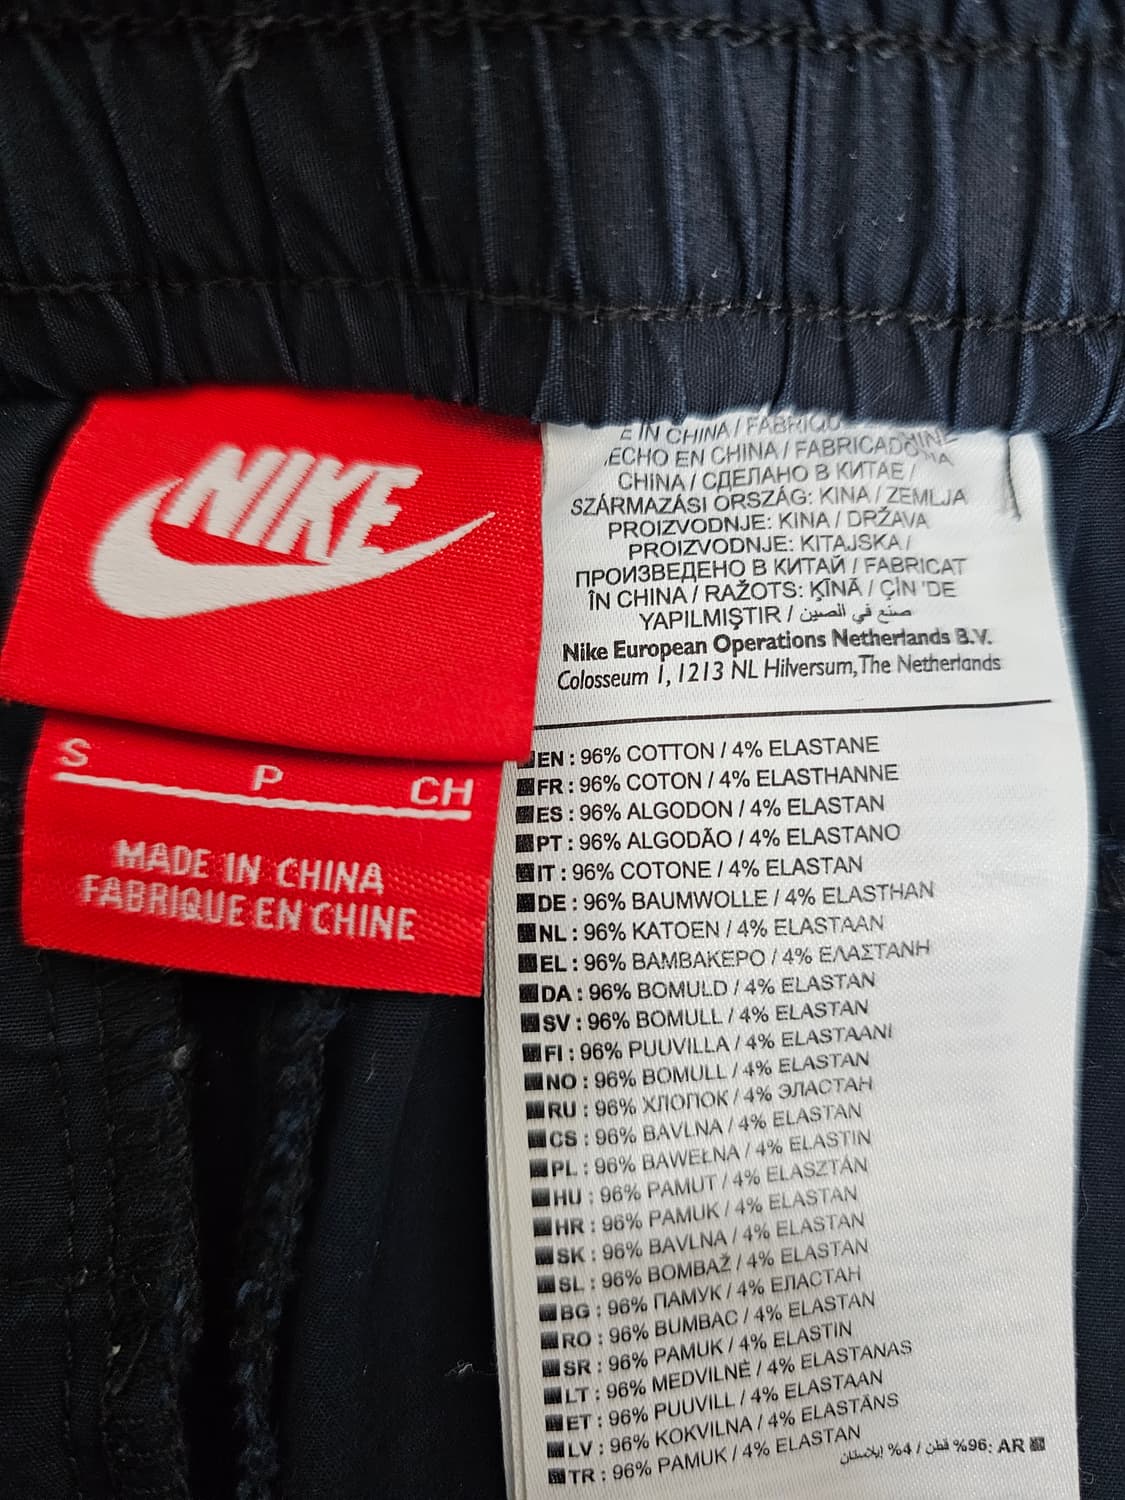 NIKE
S P CH
MADE IN CHINA
FABRIQUE EN CHINE
IN CHINA / FABRIQU
ECHO EN CHINA / FABRICADO
CHINA / СДЕЛАНО В КИТАЕ /
SZÁRMAZÁSI ORSZÁG: KINA / ZEMLJA
PROIZVODNJE: KINA / DRŽAVA
PROIZVODNJE: KITAJSKA /
ПРОИЗВЕДЕНО В КИТАЙ / FABRICAT
ÎN CHINA / RAŽOTS: ĶĪNĀ / ÇİN 'DE
YAPILMIŞTIR / صنع في الصين
Nike European Operations Netherlands B.V.
Colosseum 1, 1213 NL Hilversum, The Netherlands
EN : 96% COTTON / 4% ELASTANE
FR : 96% COTON / 4% ELASTHANNE
ES : 96% ALGODON / 4% ELASTAN
PT : 96% ALGODÃO / 4% ELASTANO
IT : 96% COTONE / 4% ELASTAN
DE : 96% BAUMWOLLE / 4% ELASTHAN
NL : 96% KATOEN / 4% ELASTAAN
EL : 96% ΒΑΜΒΑΚΕΡΟ / 4% ΕΛΑΣΤΑΝΗ
DA : 96% BOMULD / 4% ELASTAN
SV : 96% BOMULL / 4% ELASTAN
FI : 96% PUUVILLA / 4% ELASTAANI
NO : 96% BOMULL / 4% ELASTAN
RU : 96% ХЛОПОК / 4% ЭЛАСТАН
CS : 96% BAVLNA / 4% ELASTAN
PL : 96% BAWEŁNA / 4% ELASTIN
HU : 96% PAMUT / 4% ELASZTÁN
HR : 96% PAMUK / 4% ELASTAN
SK : 96% BAVLNA / 4% ELASTAN
SL : 96% BOMBAŽ / 4% ELASTAN
BG : 96% ПАМУК / 4% ЕЛАСТАН
RO : 96% BUMBAC / 4% ELASTAN
SR : 96% PAMUK / 4% ELASTIN
LT : 96% MEDVILNĖ / 4% ELASTANAS
ET : 96% PUUVILL / 4% ELASTAAN
LV : 96% KOKVILNA / 4% ELASTĀNS
TR : 96% PAMUK / 4% ELASTAN
AR :96% قطن / 4% إيلاستان